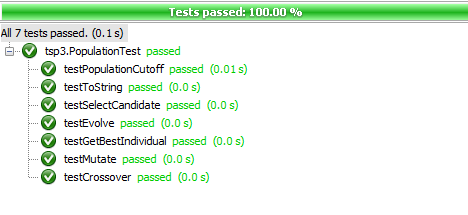 Tests passed: 100.00 %
All 7 tests passed. (0.1 s)
tsp3.PopulationTest passed
testPopulationCutoff passed (0.01 s)
testToString passed (0.0 s)
testSelectCandidate passed (0.0 s)
testEvolve passed (0.0 s)
testGetBestIndividual passed (0.0 s)
testMutate passed (0.0 s)
testCrossover passed (0.0 s)